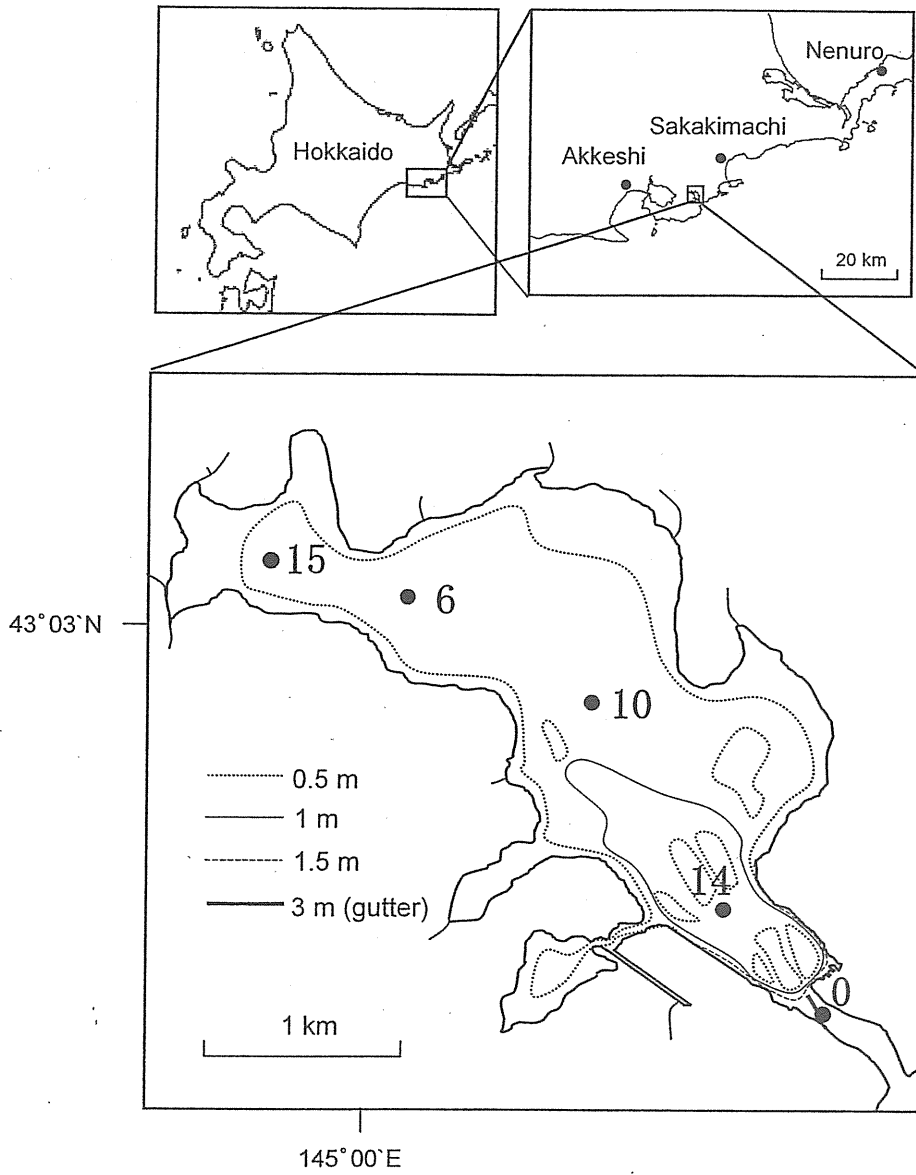 Hokkaido
Nenuro
Sakakimachi
Akkeshi
20 km
15
6
43°03`N
10
0.5 m
1 m
1.5 m
3 m (gutter)
14
0
1 km
145°00`E